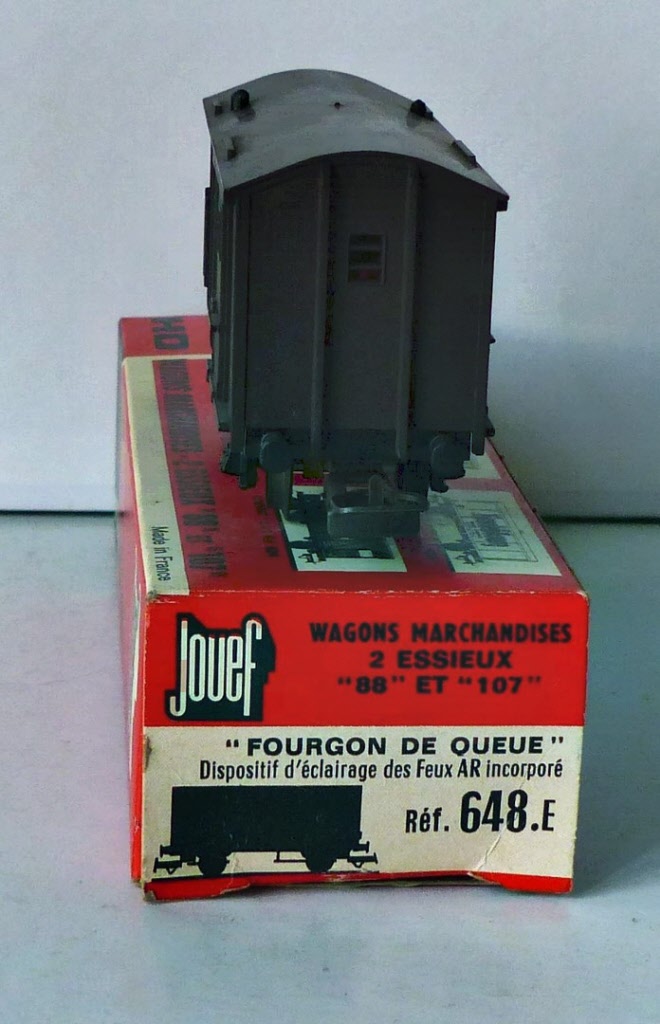 HO
Made in France
Jouef
WAGONS MARCHANDISES
2 ESSIEUX
"88" ET "107"
"FOURGON DE QUEUE"
Dispositif d'éclairage des Feux AR incorporé
Réf. 648.E